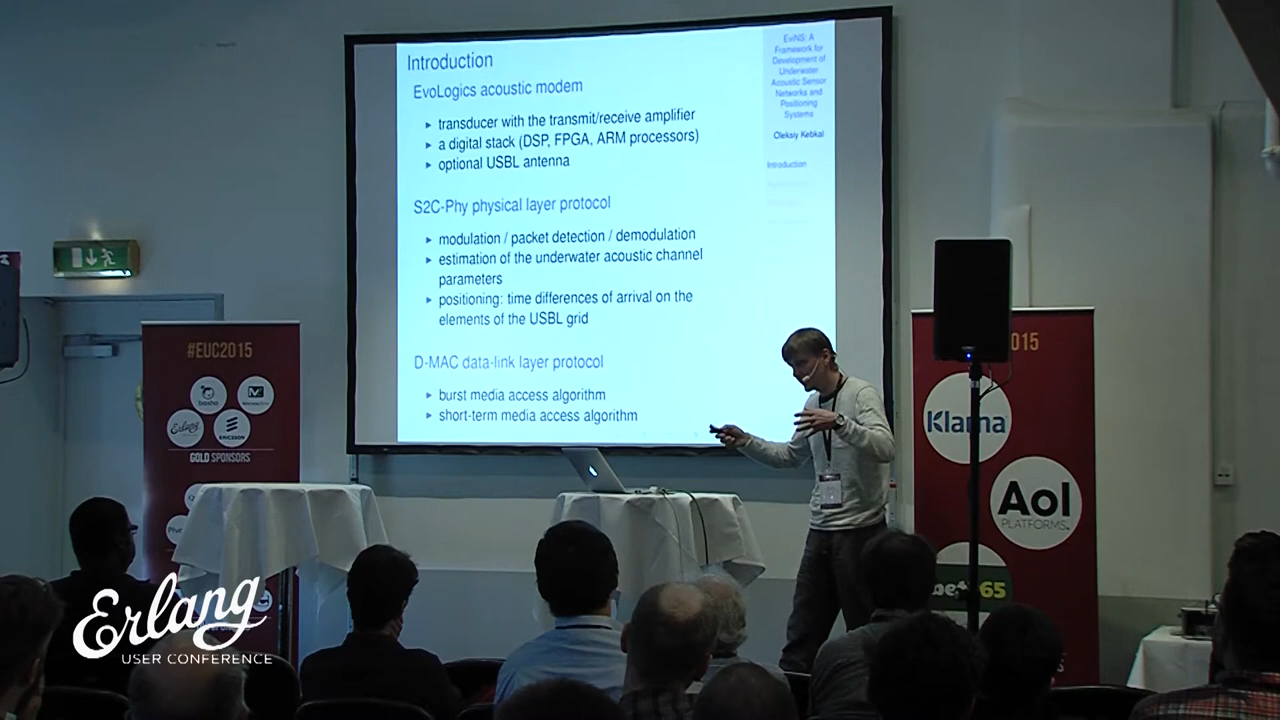 Introduction
EvoLogics acoustic modem
▸ transducer with the transmit/receive amplifier
▸ a digital stack (DSP, FPGA, ARM processors)
▸ optional USBL antenna
S2C-Phy physical layer protocol
▸ modulation / packet detection / demodulation
▸ estimation of the underwater acoustic channel
parameters
▸ positioning: time differences of arrival on the
elements of the USBL grid
D-MAC data-link layer protocol
▸ burst media access algorithm
▸ short-term media access algorithm
EviNS: A
Framework for
Development of
Underwater
Acoustic Sensor
Networks and
Positioning
Systems
Oleksiy Kebkal
Introduction
#EUC2015
basho
Erlang
ERICSSON
GOLD SPONSORS
015
Klarna
Aol
PLATFORMS.
bet365
Erlang
USER CONFERENCE